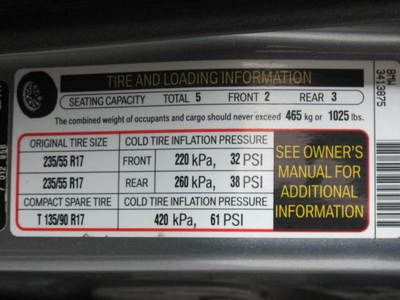 TIRE AND LOADING INFORMATION
SEATING CAPACITY TOTAL 5 FRONT 2 REAR 3
The combined weight of occupants and cargo should never exceed 465 kg or 1025 lbs.
ORIGINAL TIRE SIZE COLD TIRE INFLATION PRESSURE
235/55 R17 FRONT 220 kPa, 32 PSI
235/55 R17 REAR 260 kPa, 38 PSI
COMPACT SPARE TIRE COLD TIRE INFLATION PRESSURE
T 135/90 R17 420 kPa, 61 PSI
SEE OWNER'S
MANUAL FOR
ADDITIONAL
INFORMATION
BMW
3413875